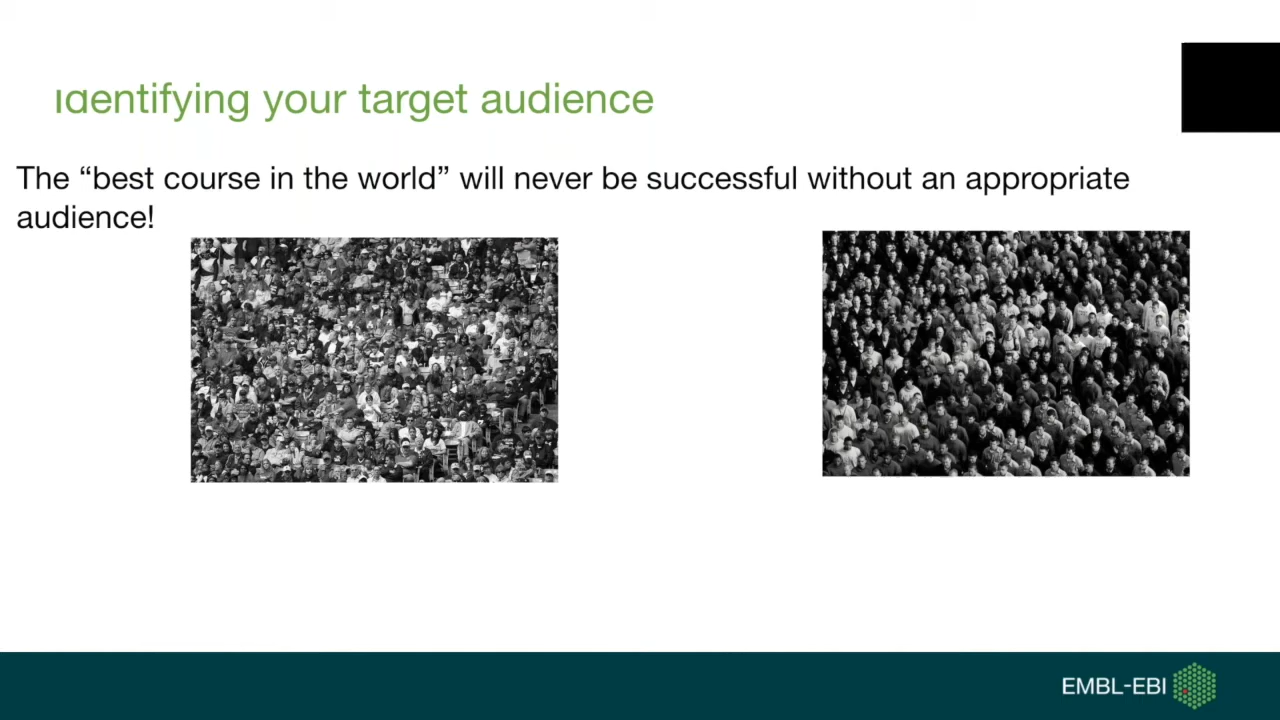 Identifying your target audience
The “best course in the world” will never be successful without an appropriate
audience!
EMBL-EBI